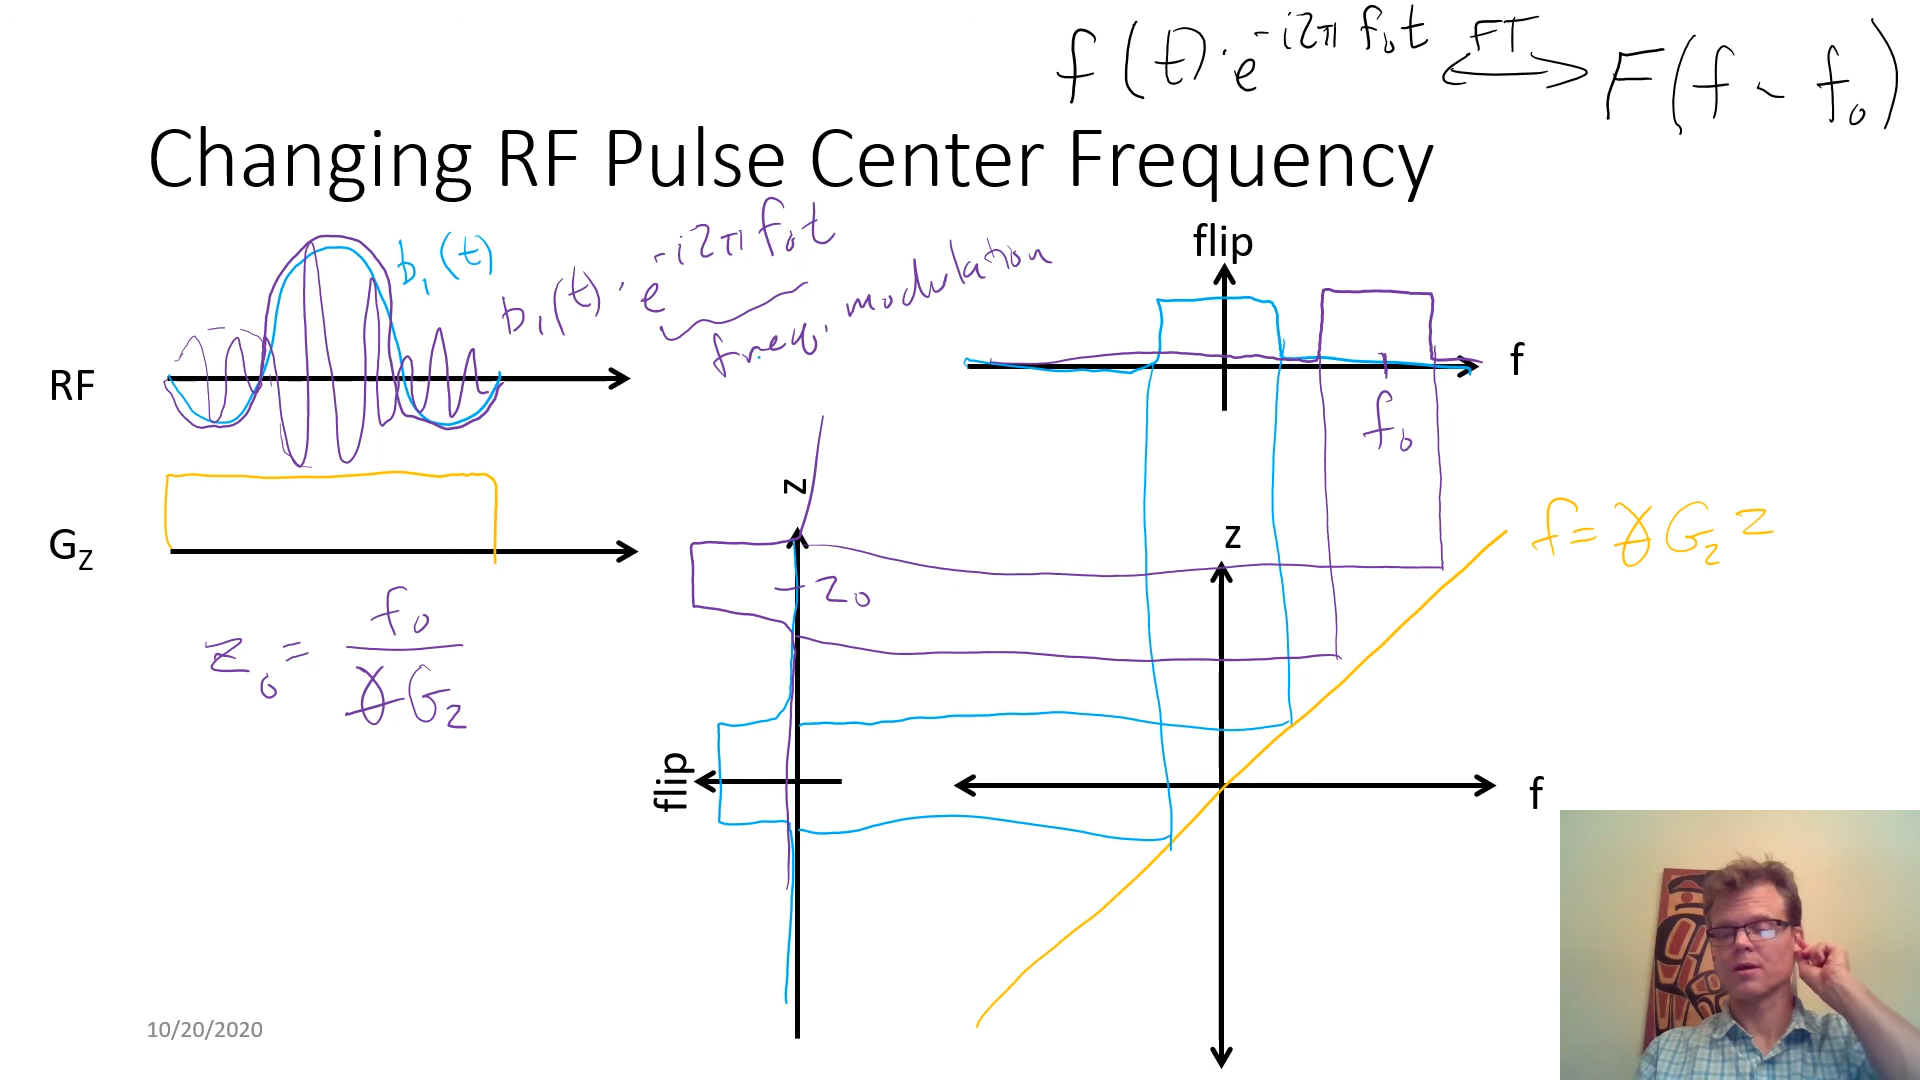 f(t)·e^{-i2π f₀t} ⟷^{FT} F(f - f₀)
Changing RF Pulse Center Frequency
b₁(t)
b₁(t)·e^{-i2π f₀t}
freq. modulation
flip
f
RF
f₀
z
z
f = ɣ G_z z
G_Z
z₀
z₀ = f₀ / ɣ G_z
flip
f
10/20/2020